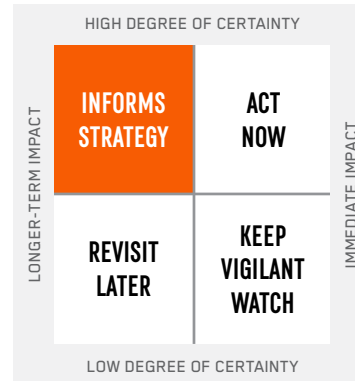 HIGH DEGREE OF CERTAINTY
LONGER-TERM IMPACT
INFORMS
STRATEGY
ACT
NOW
IMMEDIATE IMPACT
REVISIT
LATER
KEEP
VIGILANT
WATCH
LOW DEGREE OF CERTAINTY